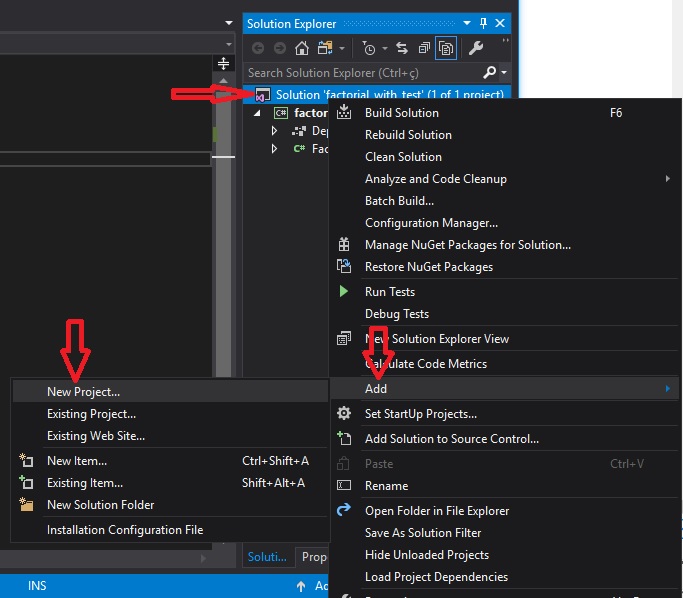 Solution Explorer
Search Solution Explorer (Ctrl+ç)
Solution 'factorial_with_test' (1 of 1 project)
factor
De
Fac
Build Solution F6
Rebuild Solution
Clean Solution
Analyze and Code Cleanup
Batch Build...
Configuration Manager...
Manage NuGet Packages for Solution...
Restore NuGet Packages
Run Tests
Debug Tests
New Solution Explorer View
Calculate Code Metrics
Add
Set StartUp Projects...
Add Solution to Source Control...
Paste Ctrl+V
Rename
Open Folder in File Explorer
Save As Solution Filter
Hide Unloaded Projects
Load Project Dependencies
New Project...
Existing Project...
Existing Web Site...
New Item... Ctrl+Shift+A
Existing Item... Shift+Alt+A
New Solution Folder
Installation Configuration File
Soluti...
Prop
INS
Ad